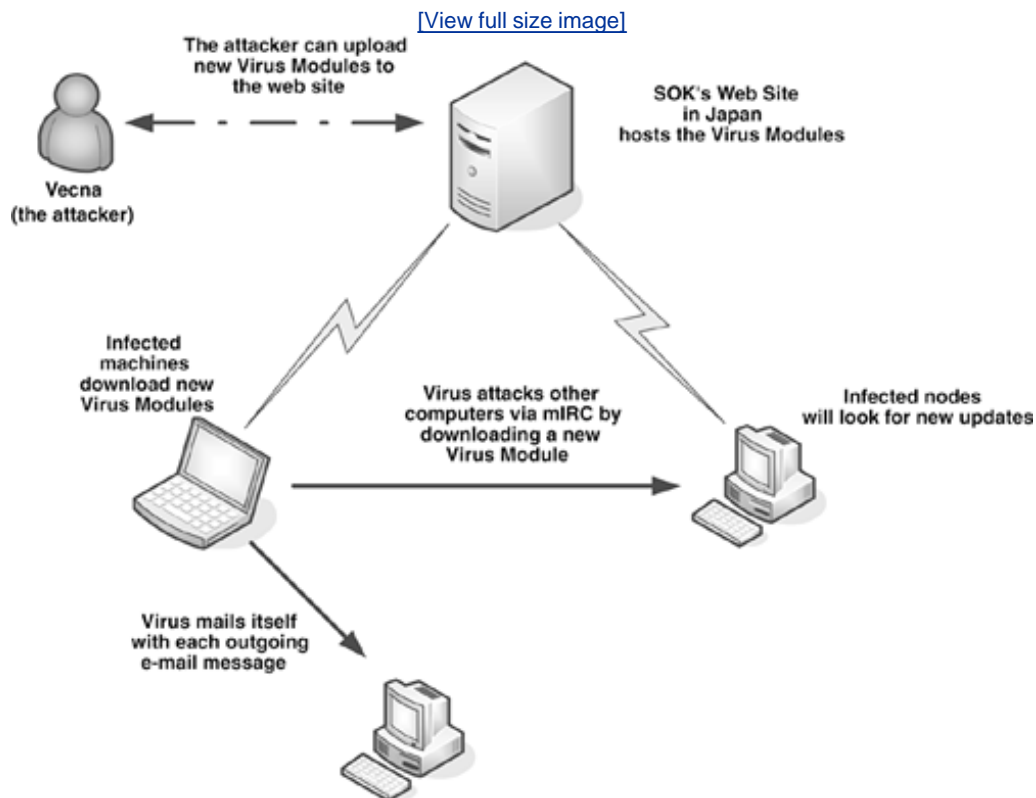 [View full size image]
The attacker can upload
new Virus Modules to
the web site
SOK's Web Site
in Japan
hosts the Virus Modules
Vecna
(the attacker)
Infected
machines
download new
Virus Modules
Virus attacks other
computers via mIRC by
downloading a new
Virus Module
Infected nodes
will look for new updates
Virus mails itself
with each outgoing
e-mail message